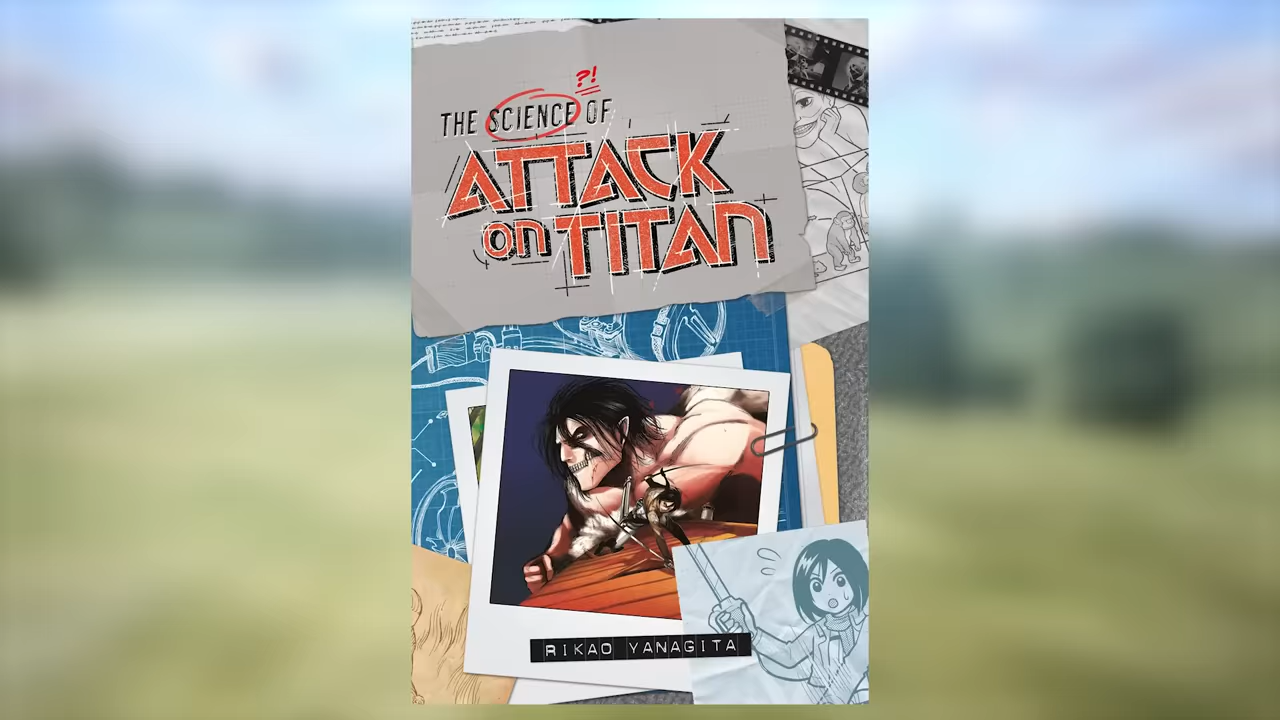 ?!
THE SCIENCE OF
ATTACK
on TITAN
RIKAO YANAGITA